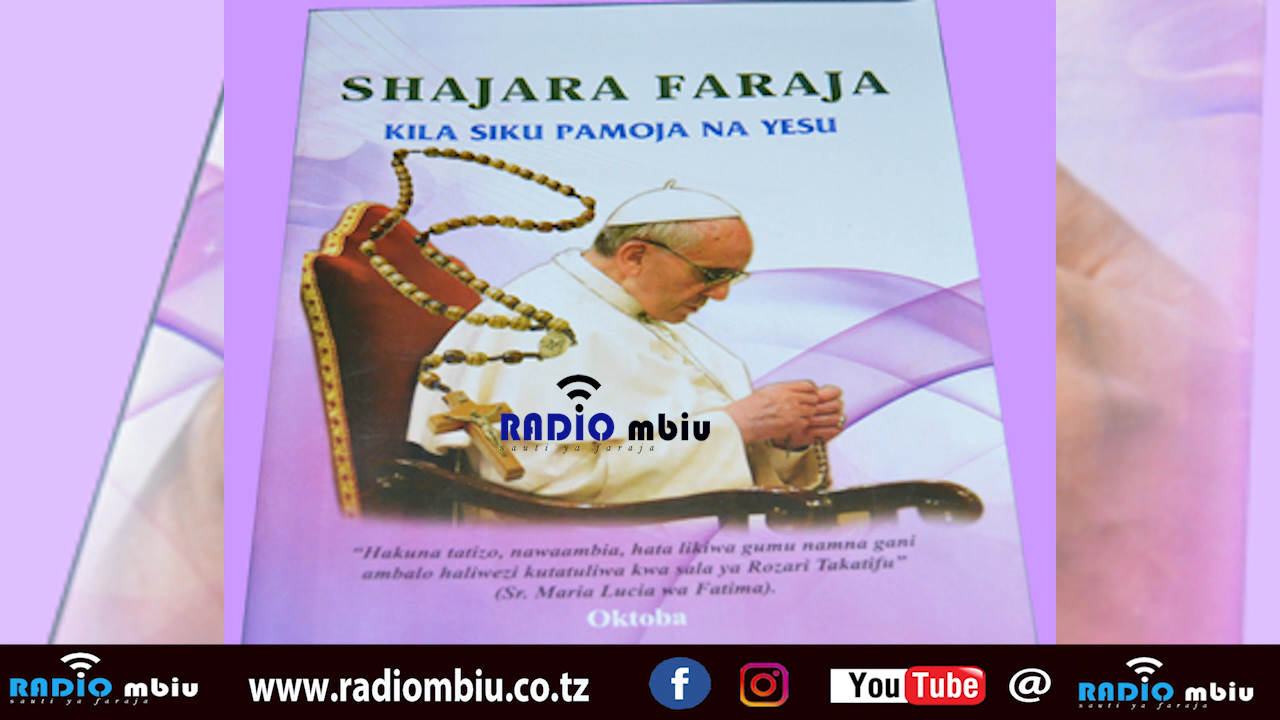 SHAJARA FARAJA
KILA SIKU PAMOJA NA YESU
RADIO mbiu
sauti ya faraja
“Hakuna tatizo, nawaambia, hata likiwa gumu namna gani
ambalo haliwezi kutatuliwa kwa sala ya Rozari Takatifu”
(Sr. Maria Lucia wa Fatima).
Oktoba
RADIO mbiu
sauti ya faraja
www.radiombiu.co.tz
f
You Tube
@
RADIO mbiu
sauti ya faraja